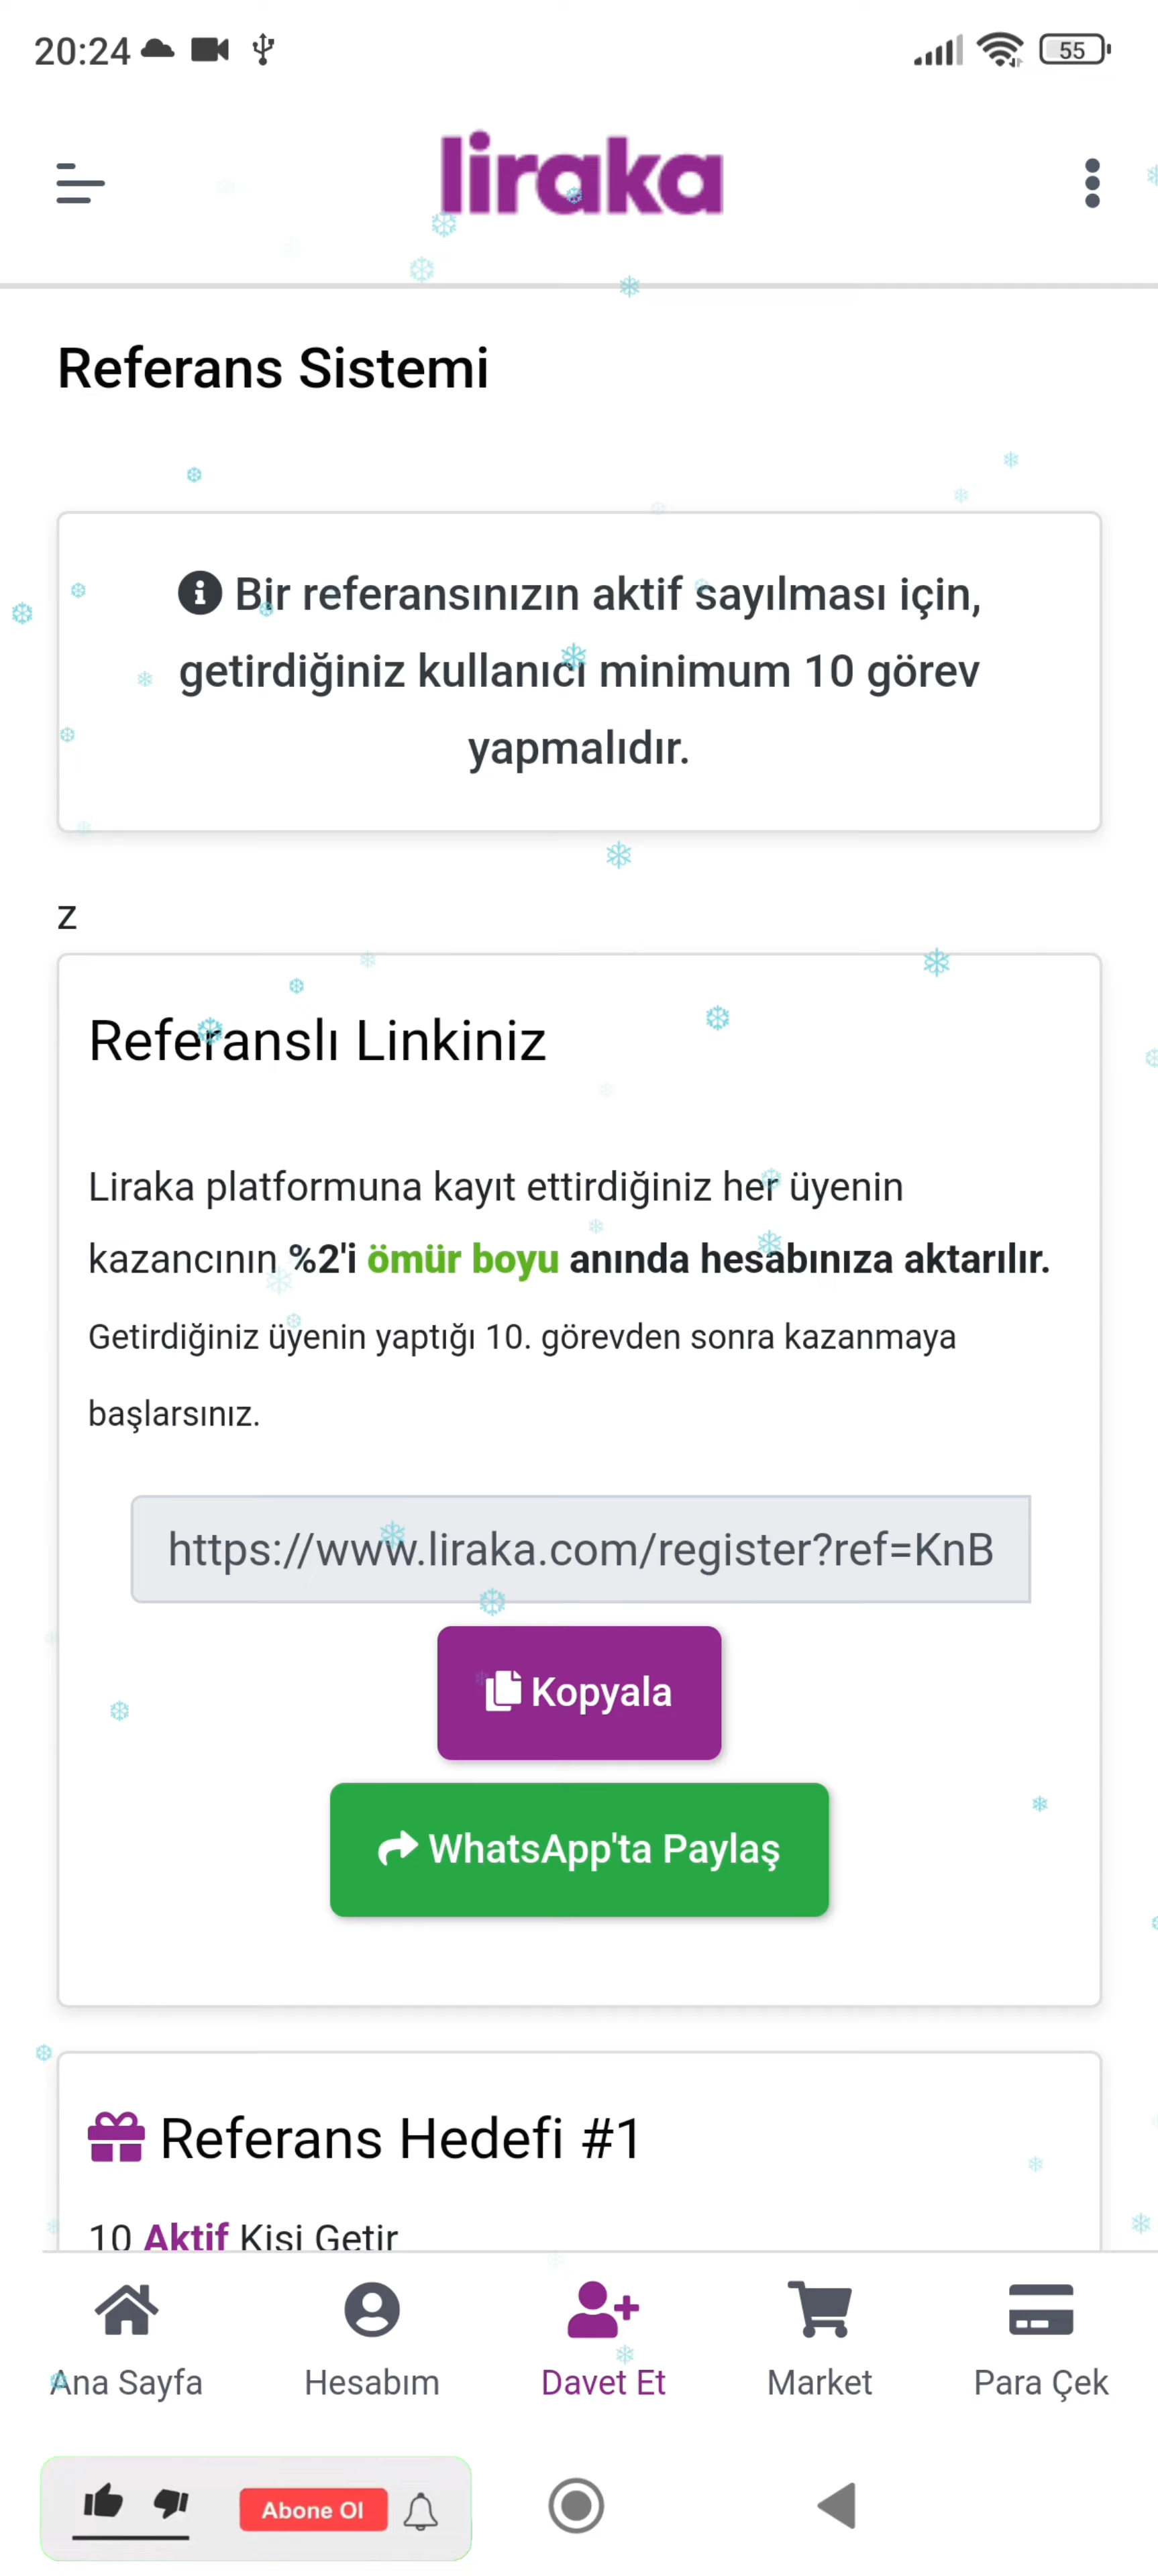 20:24
55
liraka
Referans Sistemi
Bir referansınızın aktif sayılması için,
getirdiğiniz kullanıcı minimum 10 görev
yapmalıdır.
z
Referanslı Linkiniz
Liraka platformuna kayıt ettirdiğiniz her üyenin
kazancının %2'i ömür boyu anında hesabınıza aktarılır.
Getirdiğiniz üyenin yaptığı 10. görevden sonra kazanmaya
başlarsınız.
https://www.liraka.com/register?ref=KnB
Kopyala
WhatsApp'ta Paylaş
Referans Hedefi #1
10 Aktif Kişi Getir
Ana Sayfa
Hesabım
Davet Et
Market
Para Çek
Abone Ol